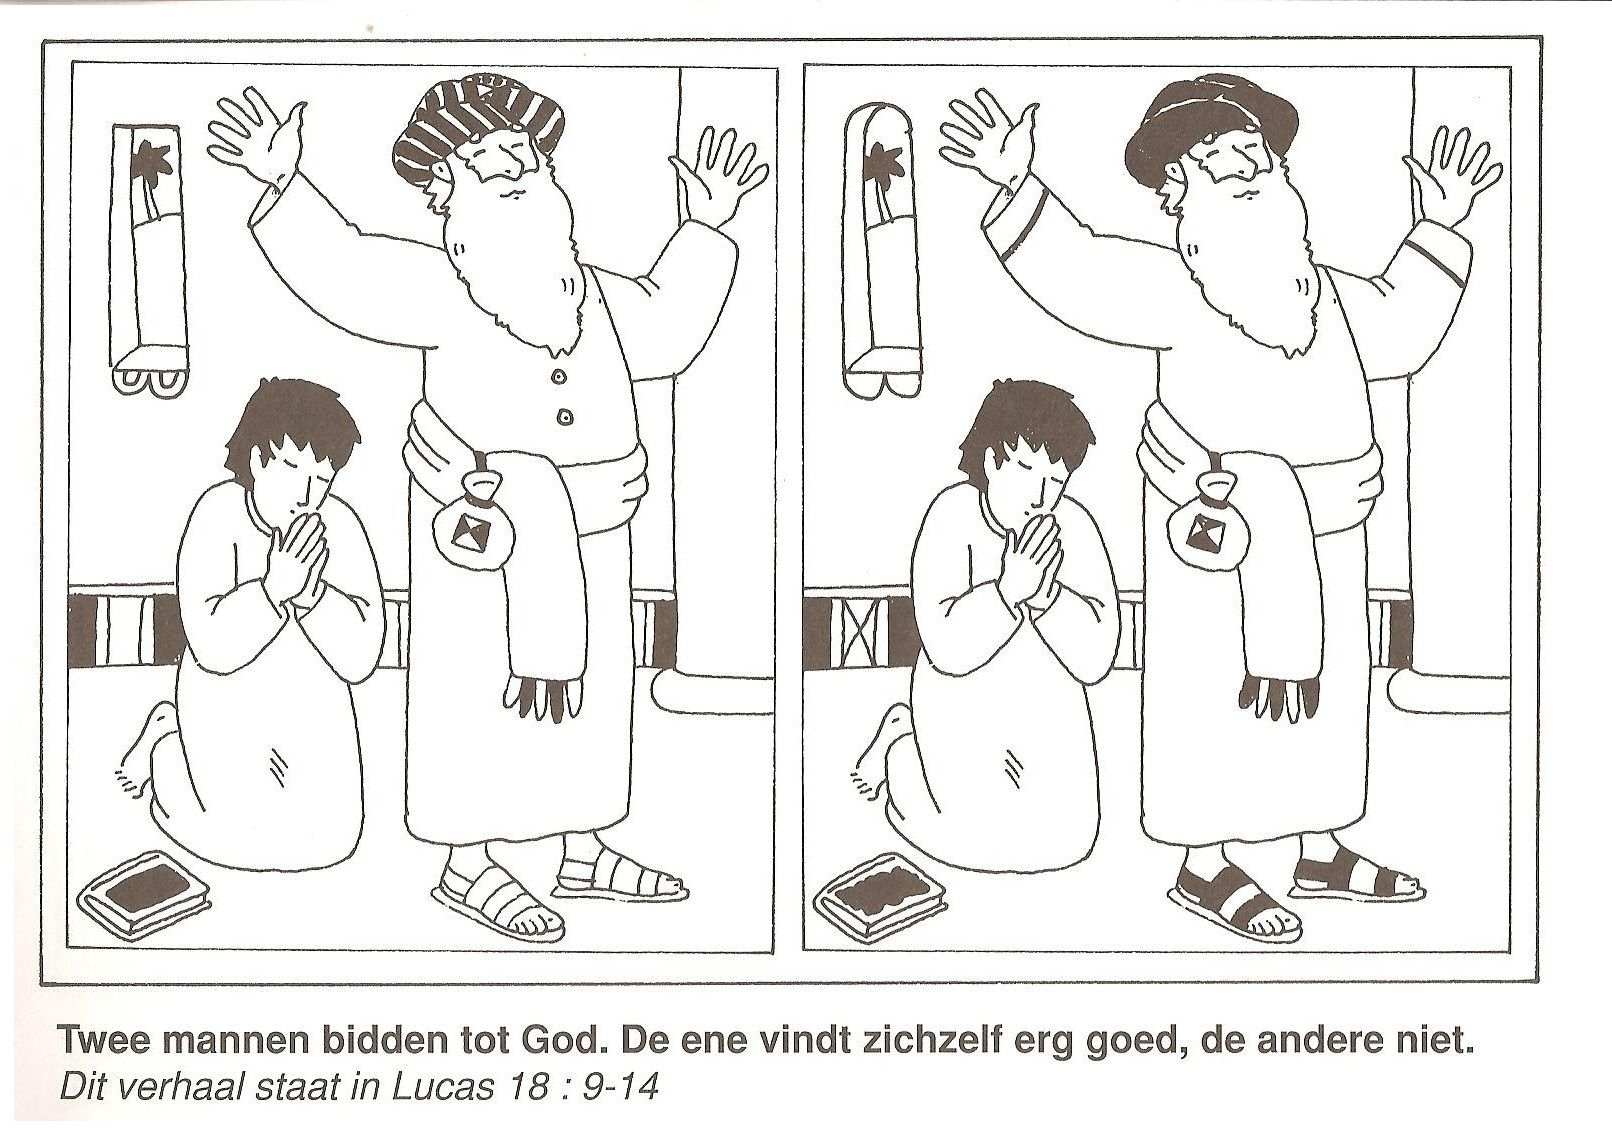 Twee mannen bidden tot God. De ene vindt zichzelf erg goed, de andere niet.
Dit verhaal staat in Lucas 18 : 9-14